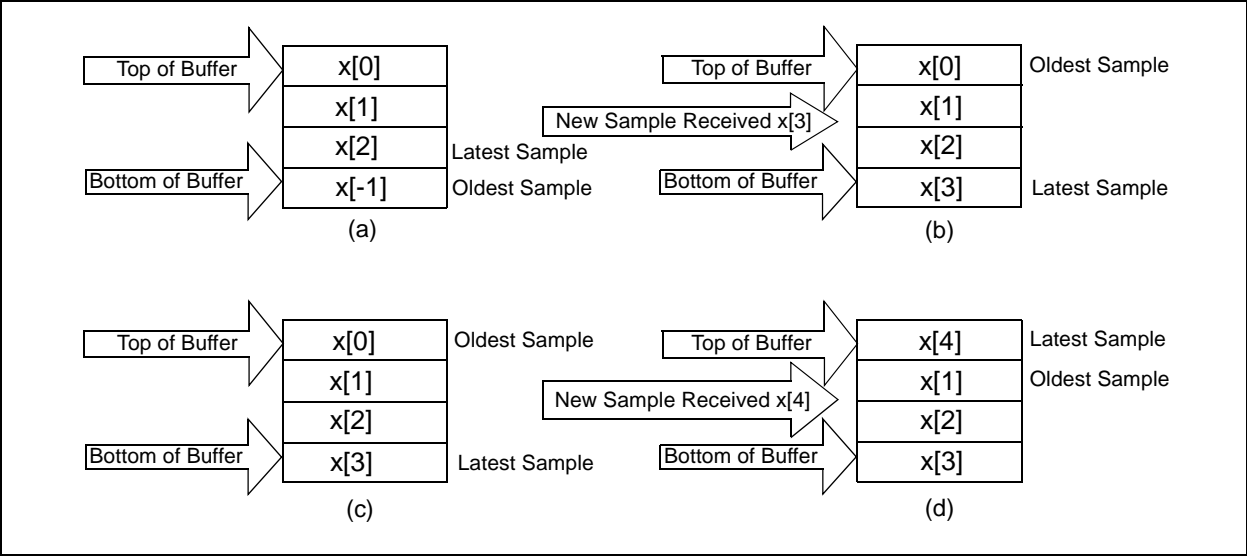 Top of Buffer
x[0]
x[1]
x[2]
Latest Sample
Bottom of Buffer
x[-1]
Oldest Sample
(a)
Top of Buffer
x[0]
Oldest Sample
x[1]
New Sample Received x[3]
x[2]
Bottom of Buffer
x[3]
Latest Sample
(b)
Top of Buffer
x[0]
Oldest Sample
x[1]
x[2]
Bottom of Buffer
x[3]
Latest Sample
(c)
Top of Buffer
x[4]
Latest Sample
x[1]
Oldest Sample
New Sample Received x[4]
x[2]
Bottom of Buffer
x[3]
(d)